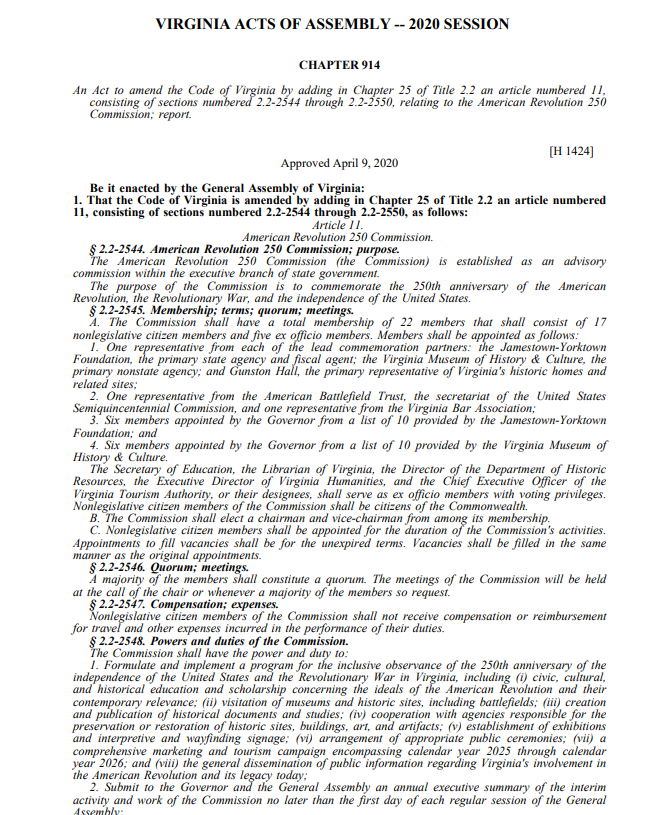 VIRGINIA ACTS OF ASSEMBLY -- 2020 SESSION
CHAPTER 914
An Act to amend the Code of Virginia by adding in Chapter 25 of Title 2.2 an article numbered 11,
consisting of sections numbered 2.2-2544 through 2.2-2550, relating to the American Revolution 250
Commission; report.
[H 1424]
Approved April 9, 2020
Be it enacted by the General Assembly of Virginia:
1. That the Code of Virginia is amended by adding in Chapter 25 of Title 2.2 an article numbered
11, consisting of sections numbered 2.2-2544 through 2.2-2550, as follows:
Article 11.
American Revolution 250 Commission.
§ 2.2-2544. American Revolution 250 Commission; purpose.
The American Revolution 250 Commission (the Commission) is established as an advisory
commission within the executive branch of state government.
The purpose of the Commission is to commemorate the 250th anniversary of the American
Revolution, the Revolutionary War, and the independence of the United States.
§ 2.2-2545. Membership; terms; quorum; meetings.
A. The Commission shall have a total membership of 22 members that shall consist of 17
nonlegislative citizen members and five ex officio members. Members shall be appointed as follows:
1. One representative from each of the lead commemoration partners: the Jamestown-Yorktown
Foundation, the primary state agency and fiscal agent; the Virginia Museum of History & Culture, the
primary nonstate agency; and Gunston Hall, the primary representative of Virginia's historic homes and
related sites;
2. One representative from the American Battlefield Trust, the secretariat of the United States
Semiquincentennial Commission, and one representative from the Virginia Bar Association;
3. Six members appointed by the Governor from a list of 10 provided by the Jamestown-Yorktown
Foundation; and
4. Six members appointed by the Governor from a list of 10 provided by the Virginia Museum of
History & Culture.
The Secretary of Education, the Librarian of Virginia, the Director of the Department of Historic
Resources, the Executive Director of Virginia Humanities, and the Chief Executive Officer of the
Virginia Tourism Authority, or their designees, shall serve as ex officio members with voting privileges.
Nonlegislative citizen members of the Commission shall be citizens of the Commonwealth.
B. The Commission shall elect a chairman and vice-chairman from among its membership.
C. Nonlegislative citizen members shall be appointed for the duration of the Commission's activities.
Appointments to fill vacancies shall be for the unexpired terms. Vacancies shall be filled in the same
manner as the original appointments.
§ 2.2-2546. Quorum; meetings.
A majority of the members shall constitute a quorum. The meetings of the Commission will be held
at the call of the chair or whenever a majority of the members so request.
§ 2.2-2547. Compensation; expenses.
Nonlegislative citizen members of the Commission shall not receive compensation or reimbursement
for travel and other expenses incurred in the performance of their duties.
§ 2.2-2548. Powers and duties of the Commission.
The Commission shall have the power and duty to:
1. Formulate and implement a program for the inclusive observance of the 250th anniversary of the
independence of the United States and the Revolutionary War in Virginia, including (i) civic, cultural,
and historical education and scholarship concerning the ideals of the American Revolution and their
contemporary relevance; (ii) visitation of museums and historic sites, including battlefields; (iii) creation
and publication of historical documents and studies; (iv) cooperation with agencies responsible for the
preservation or restoration of historic sites, buildings, art, and artifacts; (v) establishment of exhibitions
and interpretive and wayfinding signage; (vi) arrangement of appropriate public ceremonies; (vii) a
comprehensive marketing and tourism campaign encompassing calendar year 2025 through calendar
year 2026; and (viii) the general dissemination of public information regarding Virginia's involvement in
the American Revolution and its legacy today;
2. Submit to the Governor and the General Assembly an annual executive summary of the interim
activity and work of the Commission no later than the first day of each regular session of the General
Assembly;